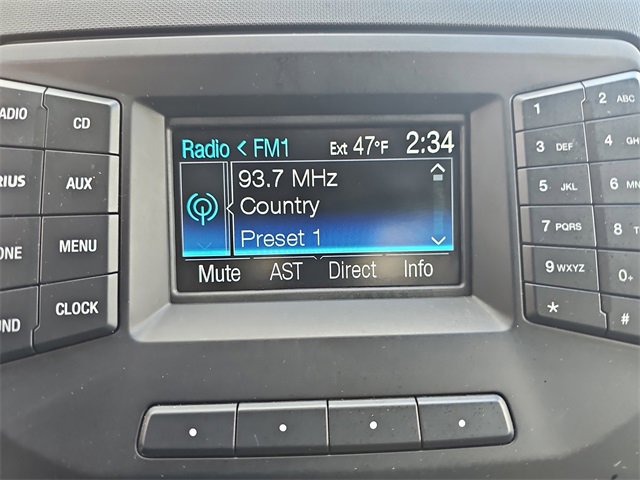 Radio < FM1 Ext 47°F 2:34
93.7 MHz
Country
Preset 1
Mute AST Direct Info
ADIO CD
RIUS AUX
ONE MENU
UND CLOCK
1 2 ABC
3 DEF 4 GHI
5 JKL 6 MN
7 PQRS 8 T
9 WXYZ 0+
* #